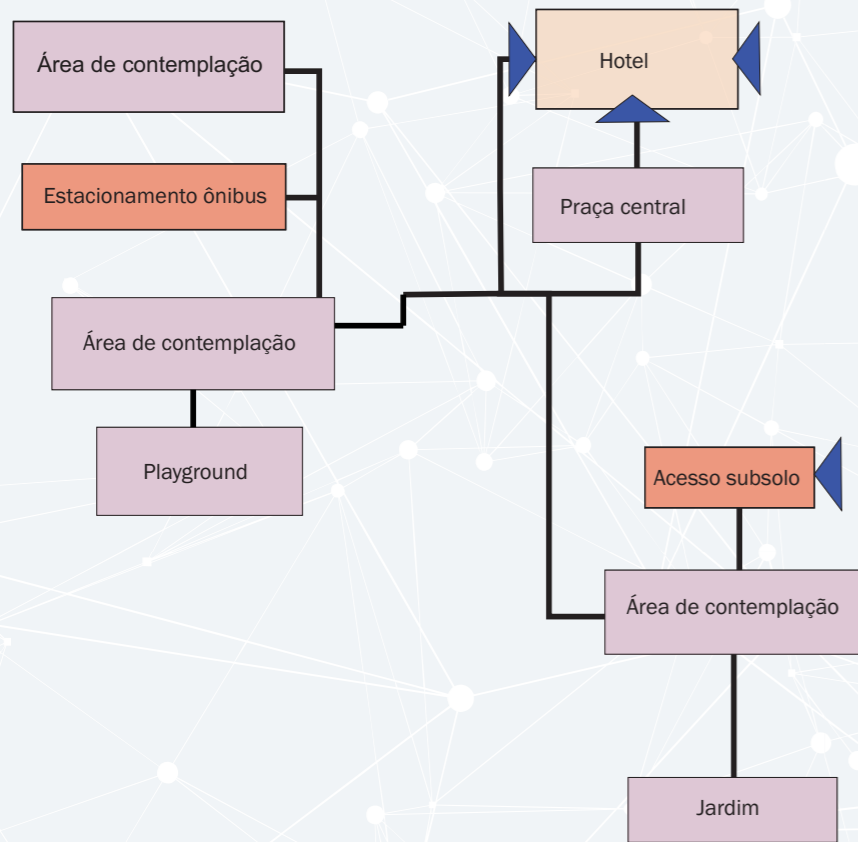 Área de contemplação
Hotel
Estacionamento ônibus
Praça central
Área de contemplação
Playground
Acesso subsolo
Área de contemplação
Jardim